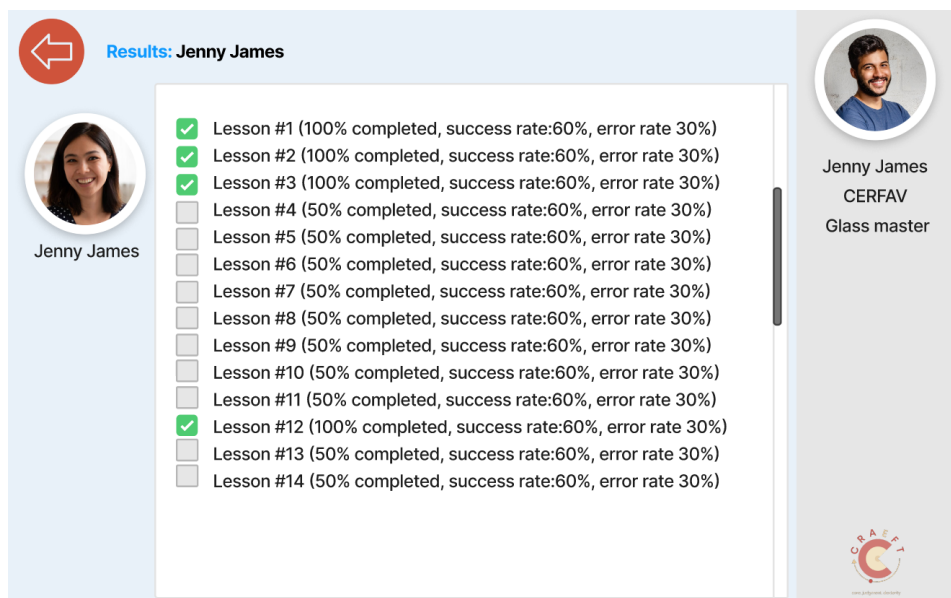 Results: Jenny James
Jenny James
Lesson #1 (100% completed, success rate:60%, error rate 30%)
Lesson #2 (100% completed, success rate:60%, error rate 30%)
Lesson #3 (100% completed, success rate:60%, error rate 30%)
Lesson #4 (50% completed, success rate:60%, error rate 30%)
Lesson #5 (50% completed, success rate:60%, error rate 30%)
Lesson #6 (50% completed, success rate:60%, error rate 30%)
Lesson #7 (50% completed, success rate:60%, error rate 30%)
Lesson #8 (50% completed, success rate:60%, error rate 30%)
Lesson #9 (50% completed, success rate:60%, error rate 30%)
Lesson #10 (50% completed, success rate:60%, error rate 30%)
Lesson #11 (50% completed, success rate:60%, error rate 30%)
Lesson #12 (100% completed, success rate:60%, error rate 30%)
Lesson #13 (50% completed, success rate:60%, error rate 30%)
Lesson #14 (50% completed, success rate:60%, error rate 30%)
Jenny James
CERFAV
Glass master
CRAEFT